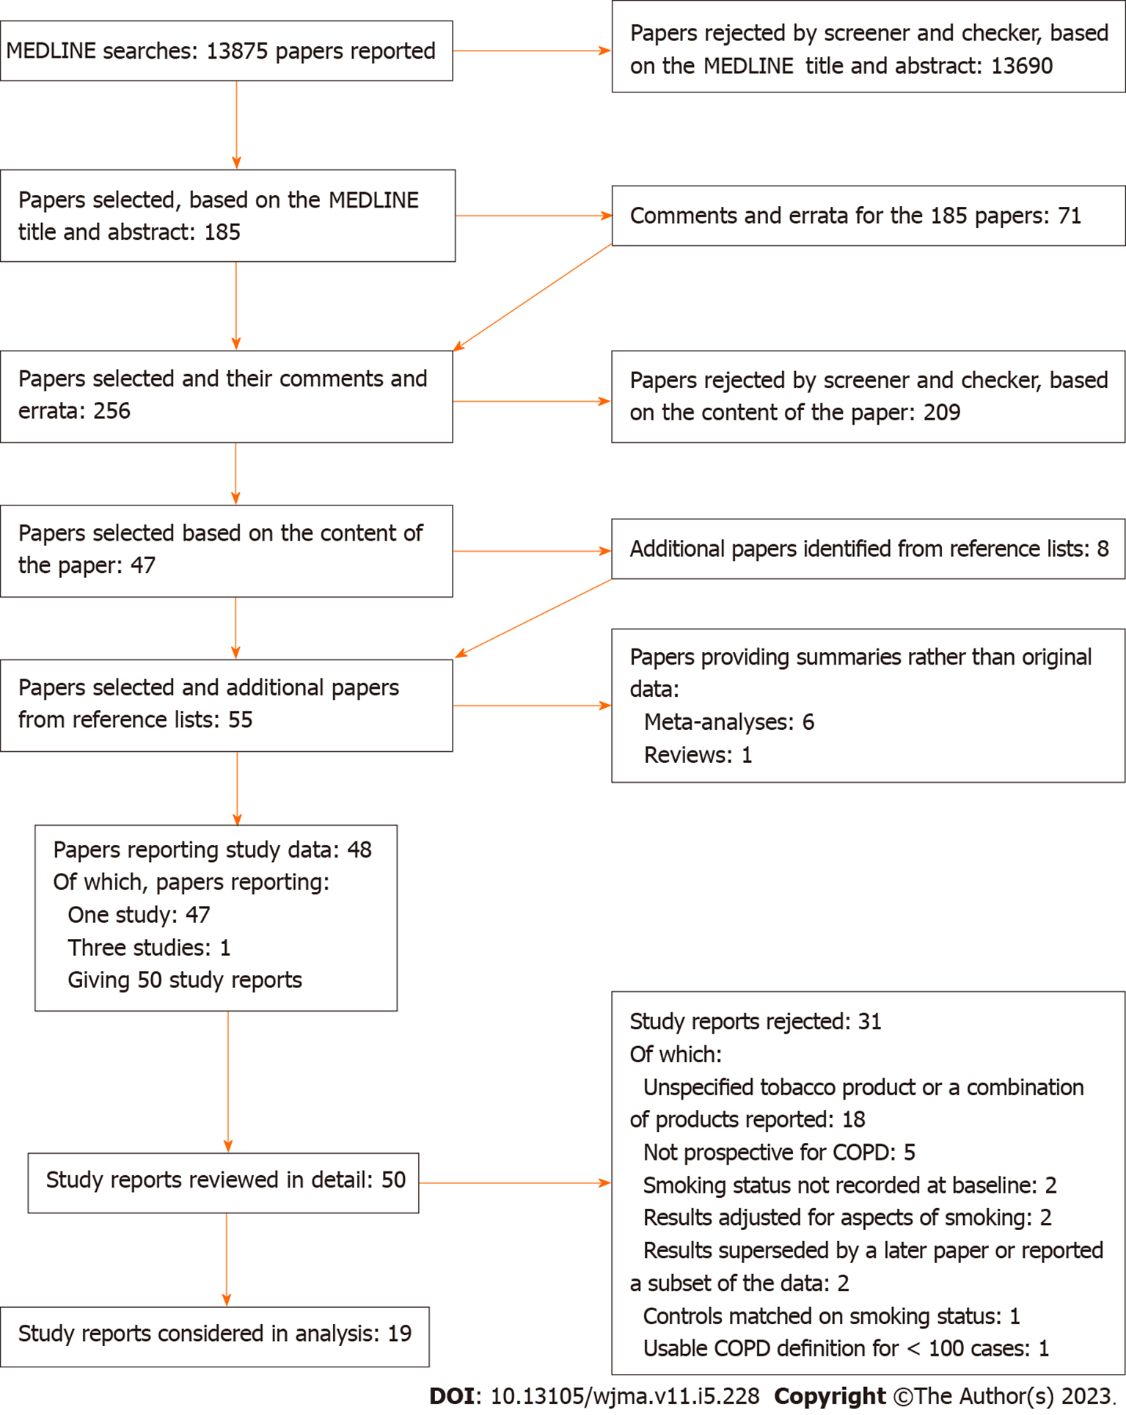 MEDLINE searches: 13875 papers reported
Papers rejected by screener and checker, based
on the MEDLINE title and abstract: 13690
Papers selected, based on the MEDLINE
title and abstract: 185
Comments and errata for the 185 papers: 71
Papers selected and their comments and
errata: 256
Papers rejected by screener and checker, based
on the content of the paper: 209
Papers selected based on the content of
the paper: 47
Additional papers identified from reference lists: 8
Papers selected and additional papers
from reference lists: 55
Papers providing summaries rather than original
data:
Meta-analyses: 6
Reviews: 1
Papers reporting study data: 48
Of which, papers reporting:
One study: 47
Three studies: 1
Giving 50 study reports
Study reports reviewed in detail: 50
Study reports rejected: 31
Of which:
Unspecified tobacco product or a combination
of products reported: 18
Not prospective for COPD: 5
Smoking status not recorded at baseline: 2
Results adjusted for aspects of smoking: 2
Results superseded by a later paper or reported
a subset of the data: 2
Controls matched on smoking status: 1
Usable COPD definition for < 100 cases: 1
Study reports considered in analysis: 19
DOI: 10.13105/wjma.v11.i5.228 Copyright ©The Author(s) 2023.